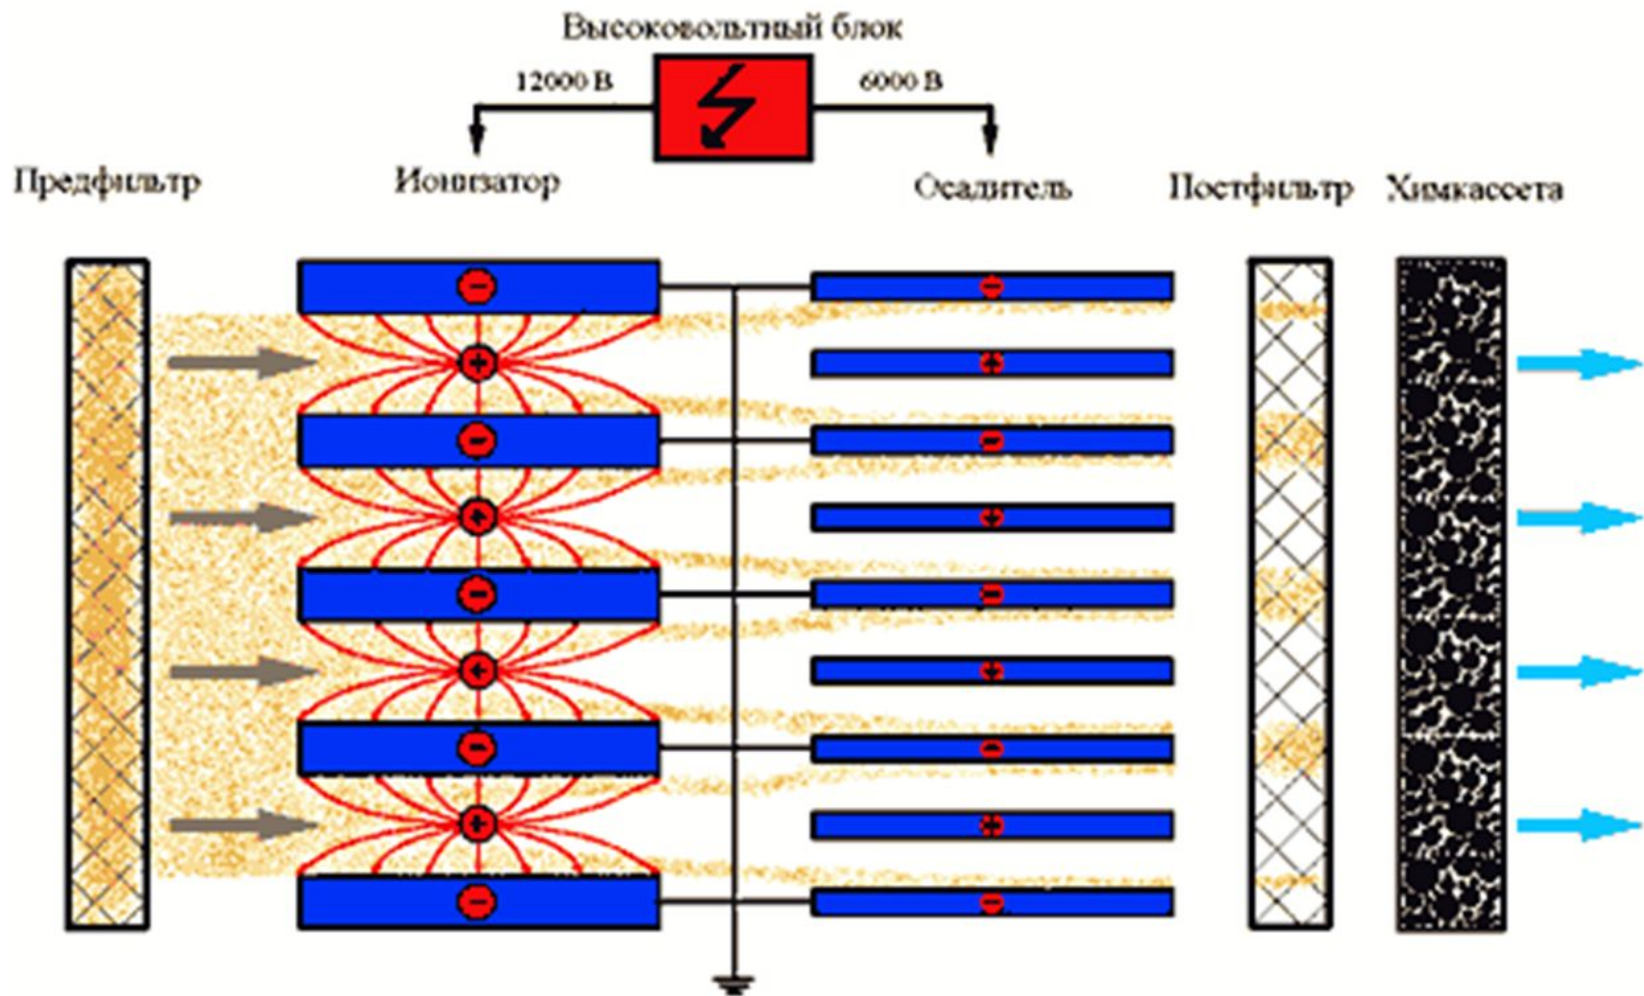 Высоковольтный блок
12000 В
6000 В
Предфильтр
Ионизатор
Осадитель
Постфильтр
Химкассета